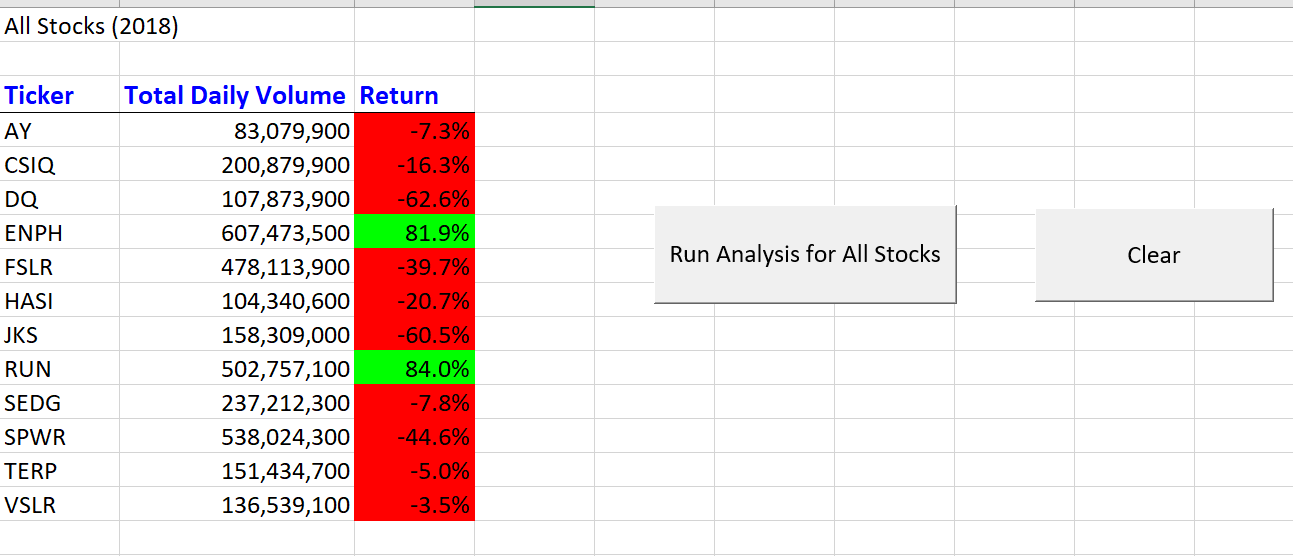 All Stocks (2018)
Ticker Total Daily Volume Return
AY 83,079,900 -7.3%
CSIQ 200,879,900 -16.3%
DQ 107,873,900 -62.6%
ENPH 607,473,500 81.9%
FSLR 478,113,900 -39.7%
HASI 104,340,600 -20.7%
JKS 158,309,000 -60.5%
RUN 502,757,100 84.0%
SEDG 237,212,300 -7.8%
SPWR 538,024,300 -44.6%
TERP 151,434,700 -5.0%
VSLR 136,539,100 -3.5%
Run Analysis for All Stocks
Clear